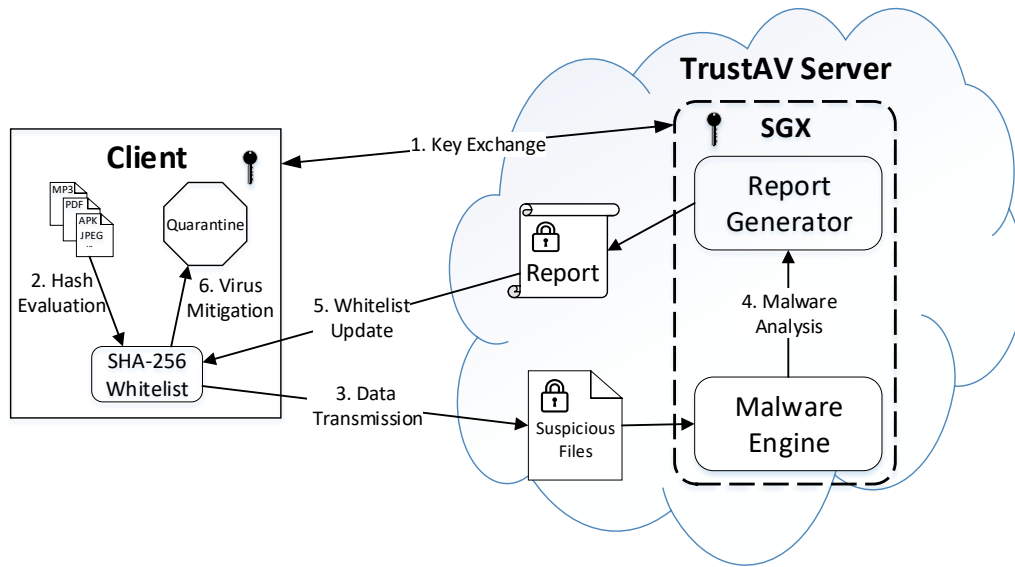 TrustAV Server
SGX
1. Key Exchange
Client
MP3
PDF
APK
JPEG
...
Quarantine
2. Hash
Evaluation
6. Virus
Mitigation
SHA-256
Whitelist
Report
5. Whitelist
Update
3. Data
Transmission
Suspicious
Files
Report
Generator
4. Malware
Analysis
Malware
Engine